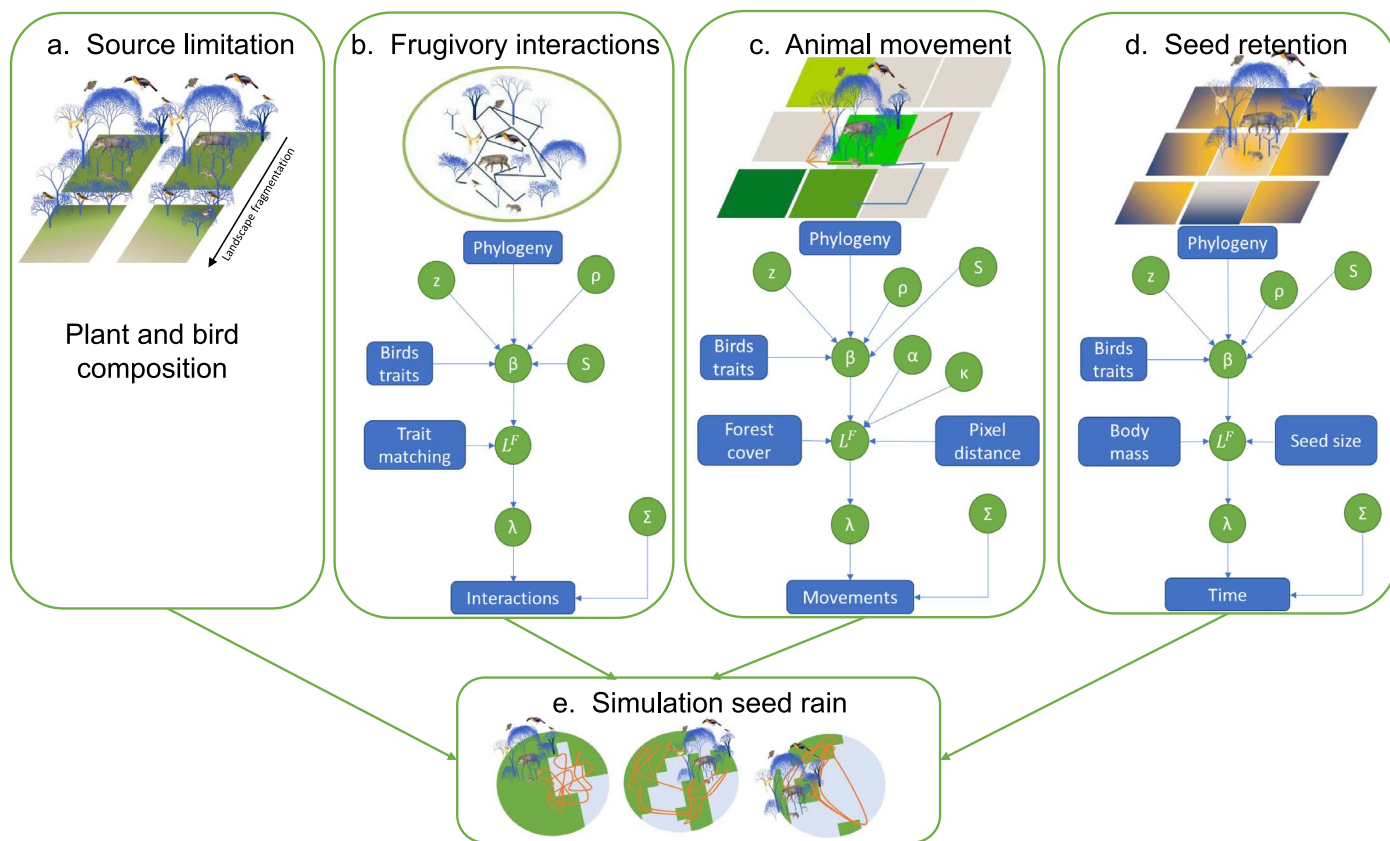 a. Source limitation
Landscape fragmentation
Plant and bird
composition
b. Frugivory interactions
Phylogeny
z
ρ
Birds
traits
β
S
Trait
matching
L^F
λ
Σ
Interactions
c. Animal movement
Phylogeny
z
ρ
S
Birds
traits
β
α
κ
Forest
cover
L^F
Pixel
distance
λ
Σ
Movements
d. Seed retention
Phylogeny
z
ρ
S
Birds
traits
β
Body
mass
L^F
Seed size
λ
Σ
Time
e. Simulation seed rain